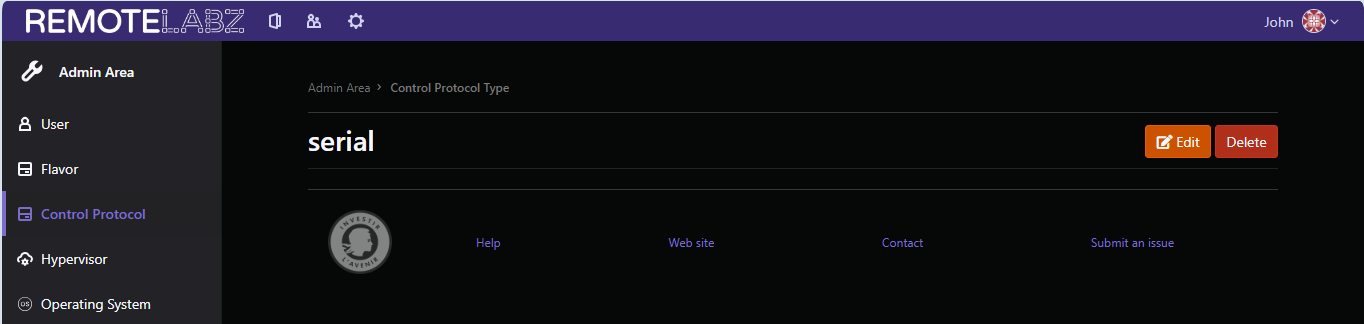 REMOTELABZ
John
Admin Area
User
Flavor
Control Protocol
Hypervisor
OS Operating System
Admin Area > Control Protocol Type
serial
Edit Delete
INVESTIR
L'AVENIR
Help Web site Contact Submit an issue